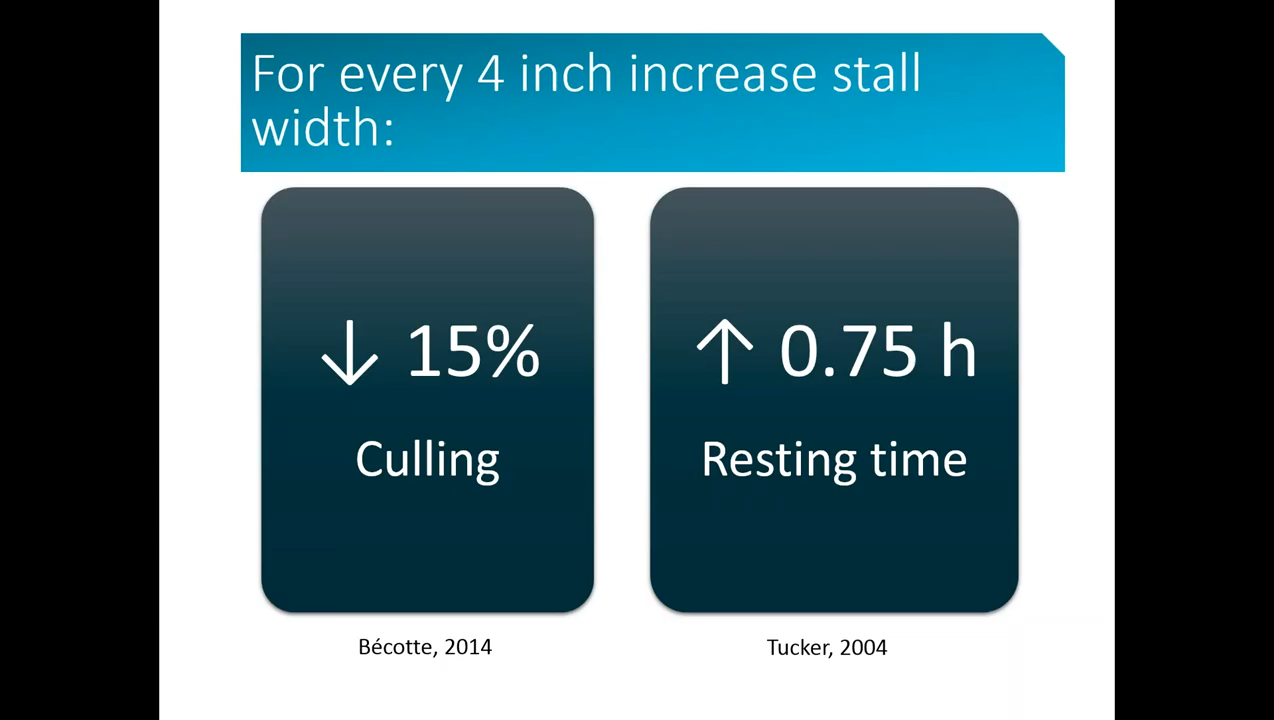 For every 4 inch increase stall
width:
↓ 15%
Culling
↑ 0.75 h
Resting time
Bécotte, 2014
Tucker, 2004